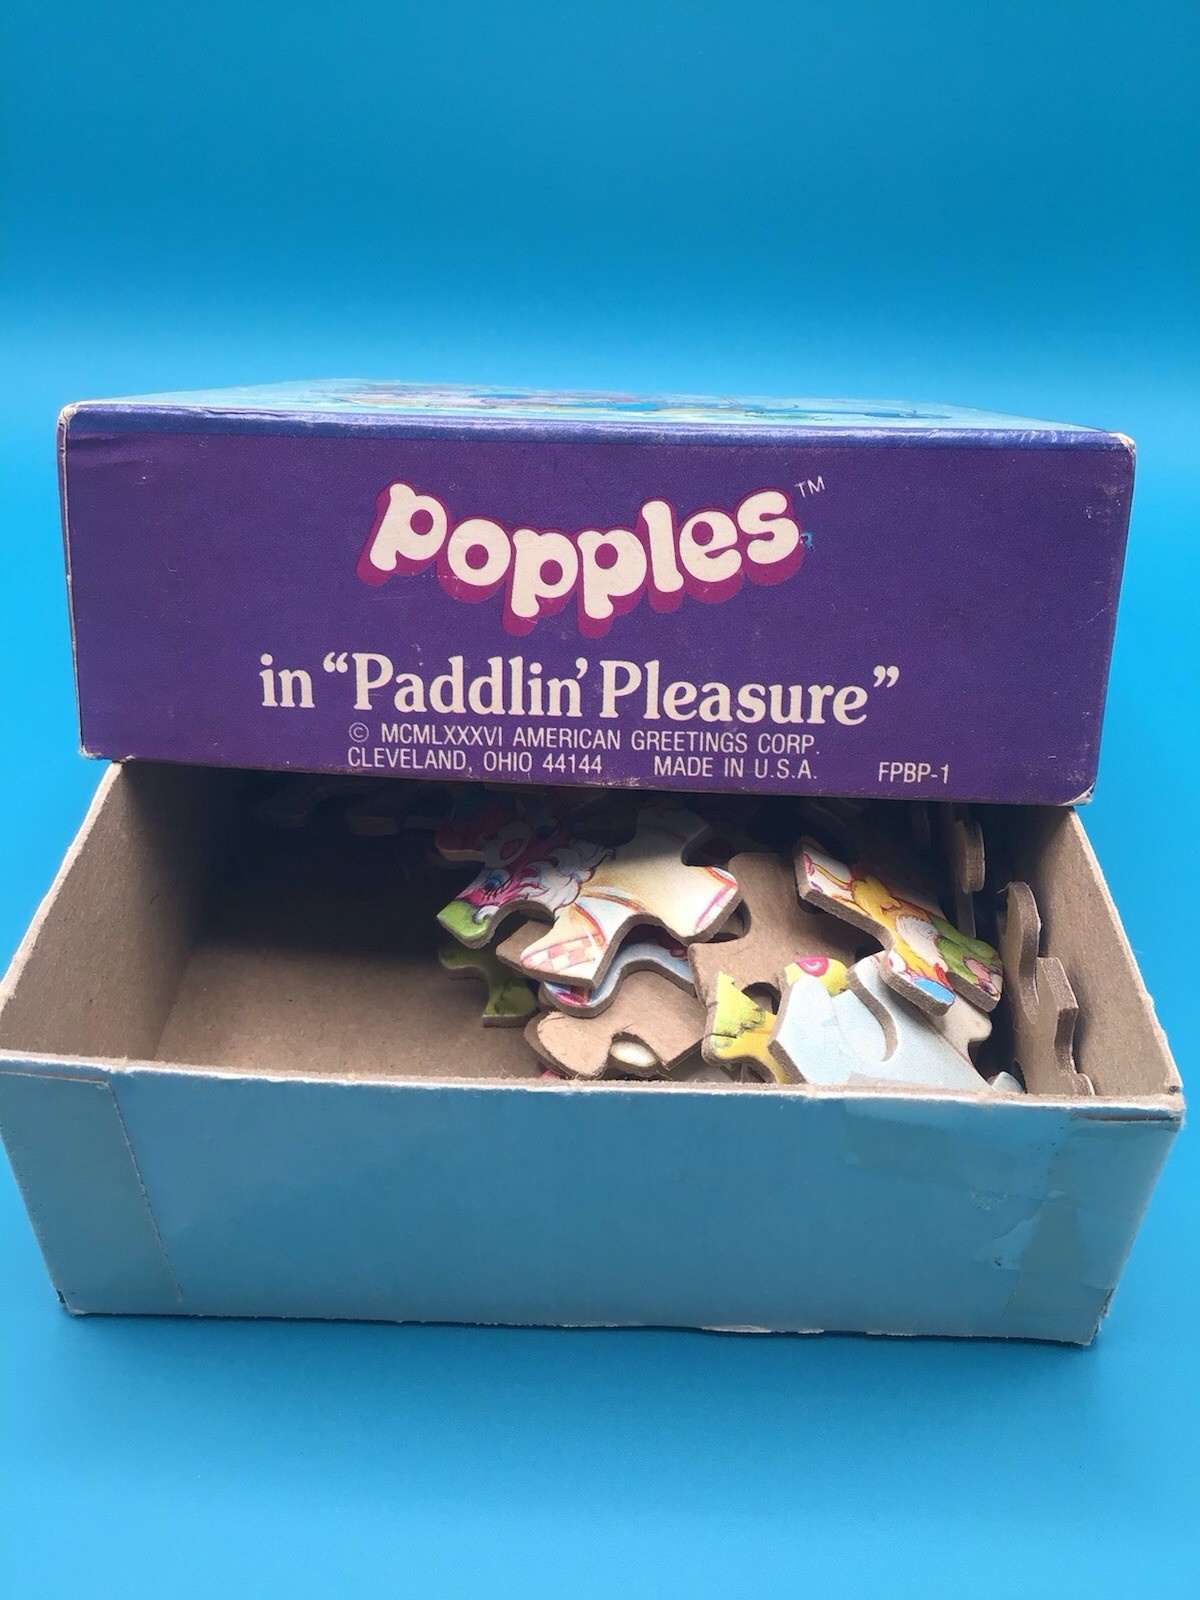 popples™
in “Paddlin’ Pleasure”
© MCMLXXXVI AMERICAN GREETINGS CORP.
CLEVELAND, OHIO 44144 MADE IN U.S.A. FPBP-1